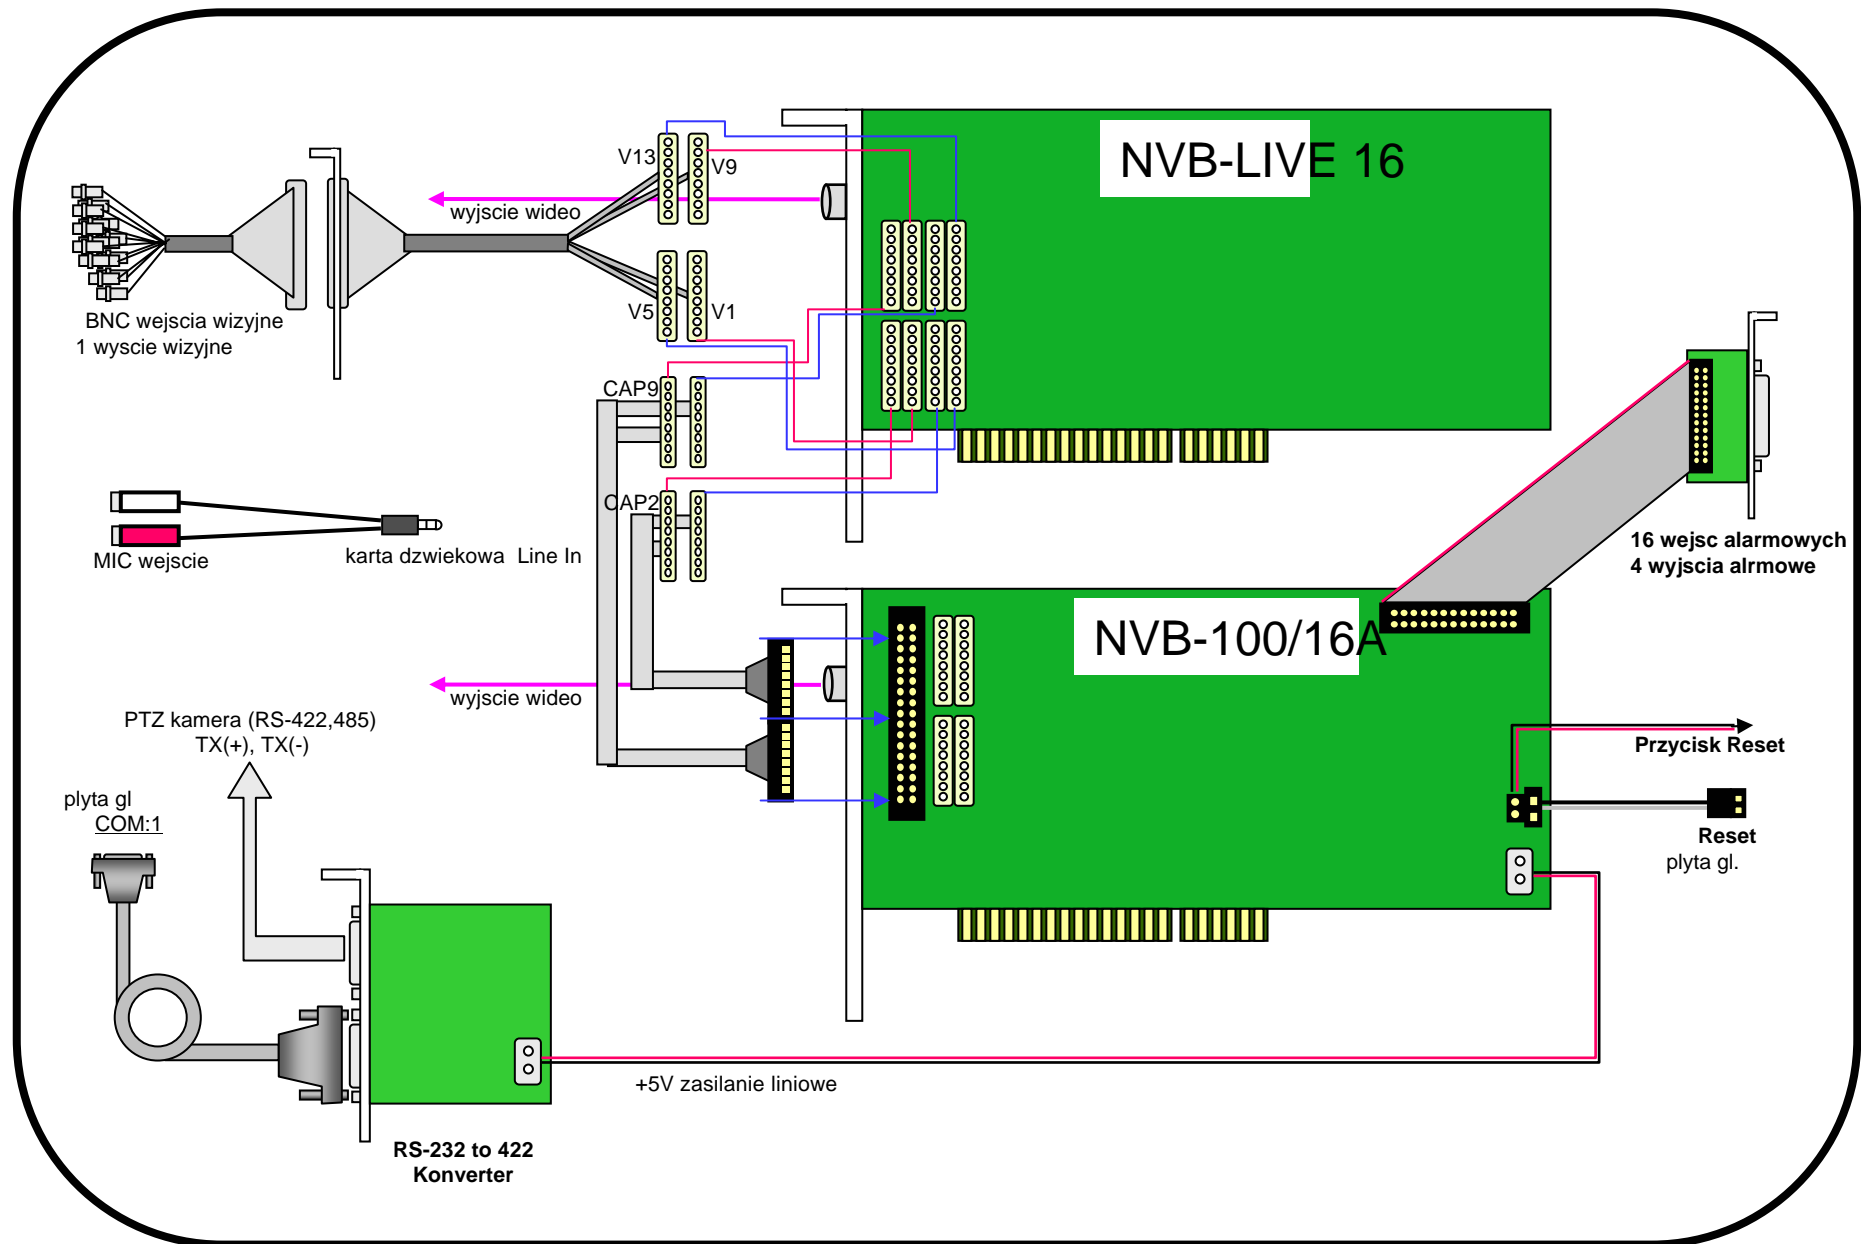 NVB-LIVE 16
V13
V9
wyjscie wideo
V5
V1
BNC wejscia wizyjne
1 wyscie wizyjne
CAP9
CAP2
MIC wejscie
karta dzwiekowa Line In
16 wejsc alarmowych
4 wyjscia alrmowe
NVB-100/16A
wyjscie wideo
PTZ kamera (RS-422,485)
TX(+), TX(-)
Przycisk Reset
plyta gl
COM:1
Reset
plyta gl.
+5V zasilanie liniowe
RS-232 to 422
Konverter